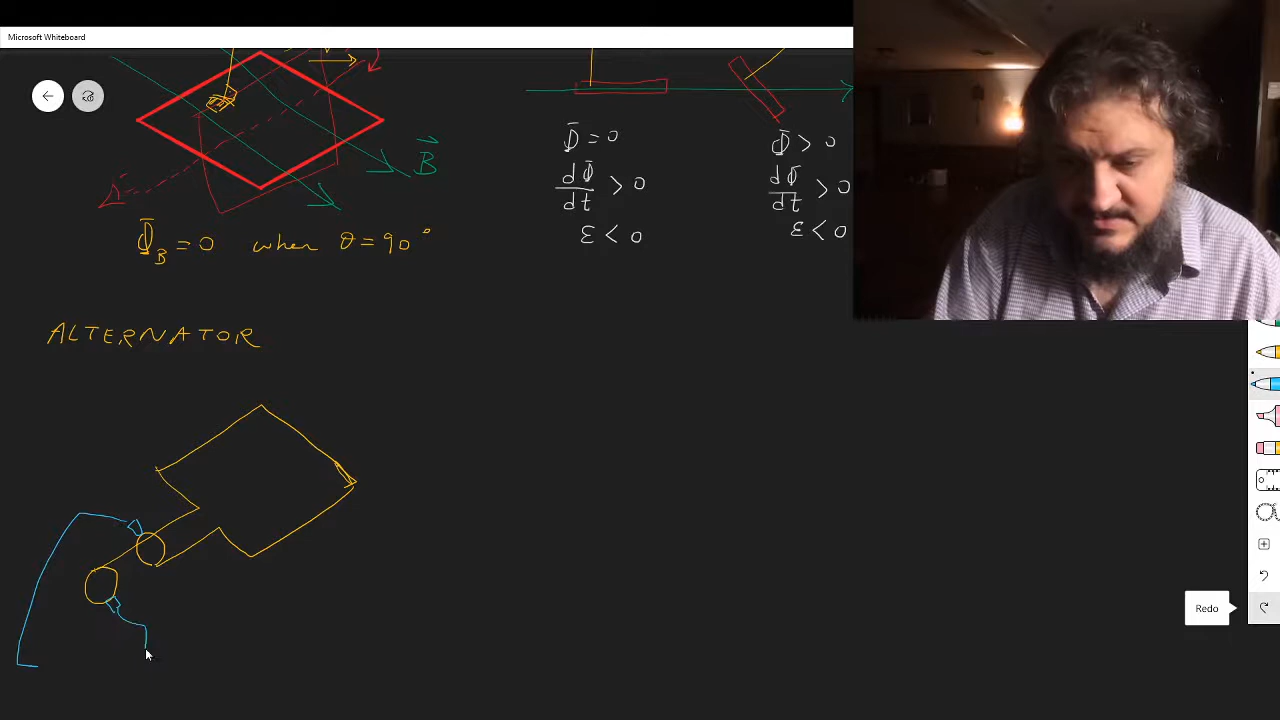 Microsoft Whiteboard
B⃗
Φ = 0
dΦ/dt > 0
ε < 0
Φ > 0
dΦ/dt > 0
ε < 0
Φ_B = 0 when θ = 90°
ALTERNATOR
Redo